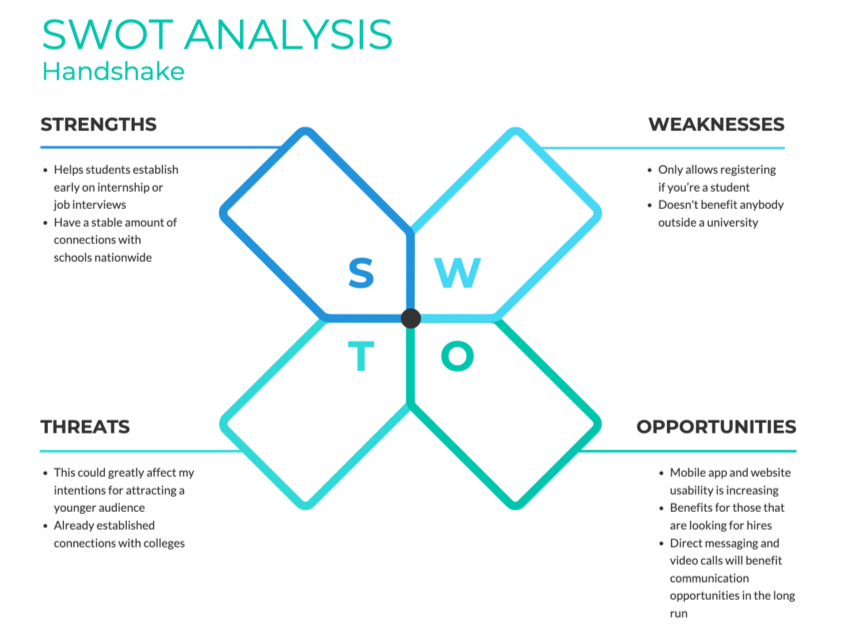 SWOT ANALYSIS
Handshake
STRENGTHS
• Helps students establish
early on internship or
job interviews
• Have a stable amount of
connections with
schools nationwide
WEAKNESSES
• Only allows registering
if you're a student
• Doesn't benefit anybody
outside a university
S
W
T
O
THREATS
• This could greatly affect my
intentions for attracting a
younger audience
• Already established
connections with colleges
OPPORTUNITIES
• Mobile app and website
usability is increasing
• Benefits for those that
are looking for hires
• Direct messaging and
video calls will benefit
communication
opportunities in the long
run